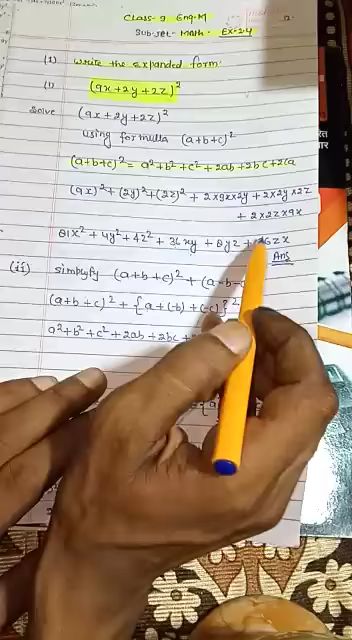 Class-9 Eng.M
Subject - Math - Ex-2.4
(1) Write the expanded form.
(i) (9x+2y+2z)²
Solve (9x+2y+2z)²
using formulla (a+b+c)²
(a+b+c)² = a²+b²+c²+2ab+2bc+2ca
(9x)²+(2y)²+(2z)²+2×9x×2y+2×2y×2z
+2×2z×9x
81x²+4y²+4z²+36xy+8yz+36zx
Ans
(ii) simplyfy (a+b+c)²+(a-b-c
(a+b+c)²+{a+(-b)+(-c)}²
a²+b²+c²+2ab+2bc+